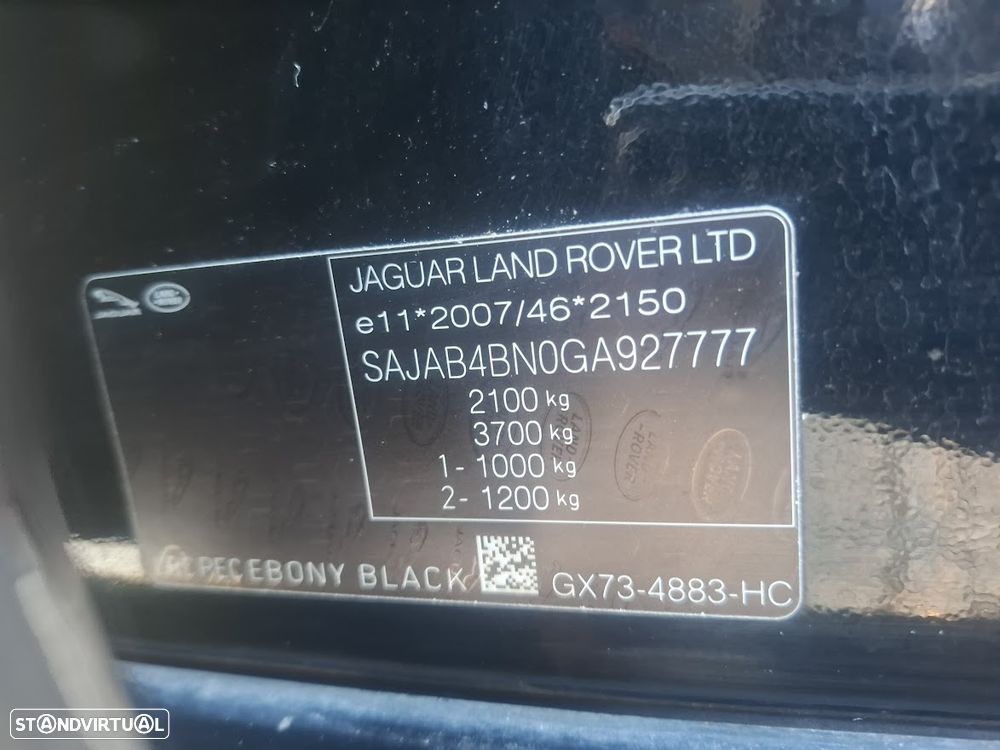 JAGUAR LAND ROVER LTD
e11*2007/46*2150
SAJAB4BN0GA927777
2100 kg
3700 kg
1- 1000 kg
2- 1200 kg
PEC EBONY BLACK
GX73-4883-HC
STANDVIRTUAL